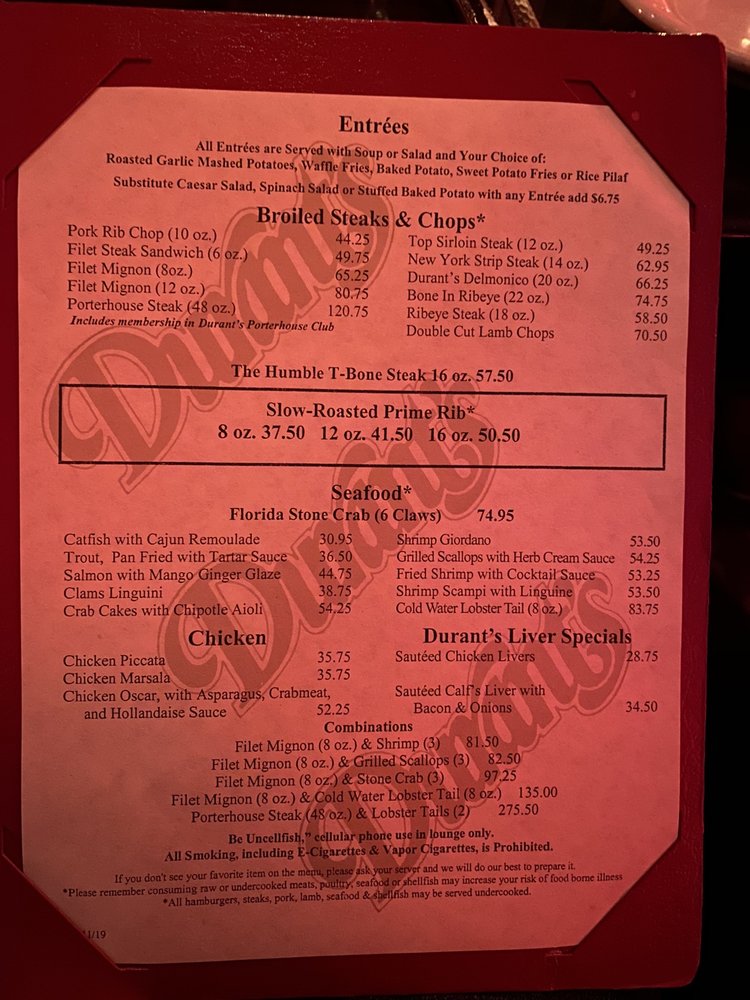 Entrées
All Entrées are Served with Soup or Salad and Your Choice of:
Roasted Garlic Mashed Potatoes, Waffle Fries, Baked Potato, Sweet Potato Fries or Rice Pilaf
Substitute Caesar Salad, Spinach Salad or Stuffed Baked Potato with any Entrée add $6.75
Broiled Steaks & Chops*
Pork Rib Chop (10 oz.) 44.25
Filet Steak Sandwich (6 oz.) 49.75
Filet Mignon (8oz.) 65.25
Filet Mignon (12 oz.) 80.75
Porterhouse Steak (48 oz.) 120.75
Includes membership in Durant's Porterhouse Club
Top Sirloin Steak (12 oz.) 49.25
New York Strip Steak (14 oz.) 62.95
Durant's Delmonico (20 oz.) 66.25
Bone In Ribeye (22 oz.) 74.75
Ribeye Steak (18 oz.) 58.50
Double Cut Lamb Chops 70.50
The Humble T-Bone Steak 16 oz. 57.50
Slow-Roasted Prime Rib*
8 oz. 37.50 12 oz. 41.50 16 oz. 50.50
Seafood*
Florida Stone Crab (6 Claws) 74.95
Catfish with Cajun Remoulade 30.95
Trout, Pan Fried with Tartar Sauce 36.50
Salmon with Mango Ginger Glaze 44.75
Clams Linguini 38.75
Crab Cakes with Chipotle Aioli 54.25
Shrimp Giordano 53.50
Grilled Scallops with Herb Cream Sauce 54.25
Fried Shrimp with Cocktail Sauce 53.25
Shrimp Scampi with Linguine 53.50
Cold Water Lobster Tail (8 oz.) 83.75
Chicken
Chicken Piccata 35.75
Chicken Marsala 35.75
Chicken Oscar, with Asparagus, Crabmeat,
and Hollandaise Sauce 52.25
Durant's Liver Specials
Sautéed Chicken Livers 28.75
Sautéed Calf's Liver with
Bacon & Onions 34.50
Combinations
Filet Mignon (8 oz.) & Shrimp (3) 81.50
Filet Mignon (8 oz.) & Grilled Scallops (3) 82.50
Filet Mignon (8 oz.) & Stone Crab (3) 97.25
Filet Mignon (8 oz.) & Cold Water Lobster Tail (8 oz.) 135.00
Porterhouse Steak (48 oz.) & Lobster Tails (2) 275.50
Be Uncellfish," cellular phone use in lounge only.
All Smoking, including E-Cigarettes & Vapor Cigarettes, is Prohibited.
If you don't see your favorite item on the menu, please ask your server and we will do our best to prepare it.
*Please remember consuming raw or undercooked meats, poultry, seafood or shellfish may increase your risk of food borne illness
*All hamburgers, steaks, pork, lamb, seafood & shellfish may be served undercooked.
Durant's
Durant's
Durant's